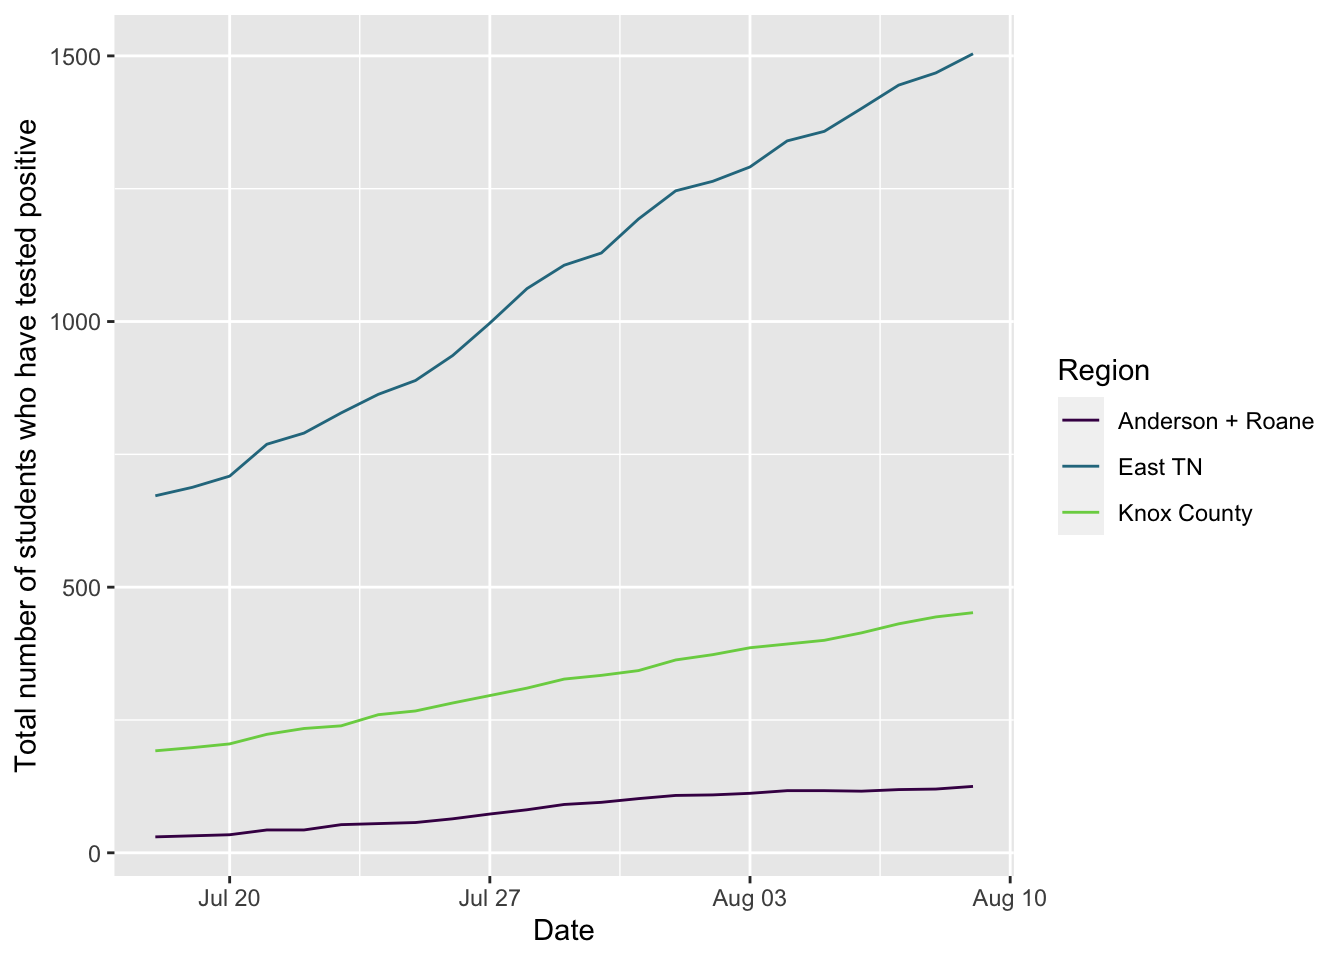 Total number of students who have tested positive
1500
1000
500
0
Jul 20
Jul 27
Aug 03
Aug 10
Date
Region
Anderson + Roane
East TN
Knox County